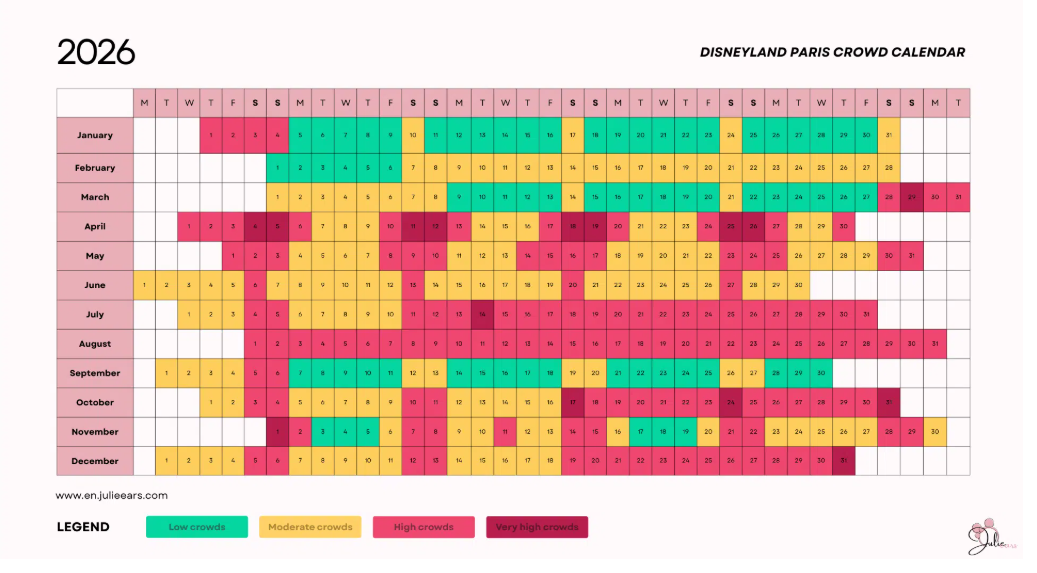 2026
DISNEYLAND PARIS CROWD CALENDAR
M T W T F S S M T W T F S S M T W T F S S M T W T F S S M T W T F S S M T
January 1 2 3 4 5 6 7 8 9 10 11 12 13 14 15 16 17 18 19 20 21 22 23 24 25 26 27 28 29 30 31
February 1 2 3 4 5 6 7 8 9 10 11 12 13 14 15 16 17 18 19 20 21 22 23 24 25 26 27 28
March 1 2 3 4 5 6 7 8 9 10 11 12 13 14 15 16 17 18 19 20 21 22 23 24 25 26 27 28 29 30 31
April 1 2 3 4 5 6 7 8 9 10 11 12 13 14 15 16 17 18 19 20 21 22 23 24 25 26 27 28 29 30
May 1 2 3 4 5 6 7 8 9 10 11 12 13 14 15 16 17 18 19 20 21 22 23 24 25 26 27 28 29 30 31
June 1 2 3 4 5 6 7 8 9 10 11 12 13 14 15 16 17 18 19 20 21 22 23 24 25 26 27 28 29 30
July 1 2 3 4 5 6 7 8 9 10 11 12 13 14 15 16 17 18 19 20 21 22 23 24 25 26 27 28 29 30 31
August 1 2 3 4 5 6 7 8 9 10 11 12 13 14 15 16 17 18 19 20 21 22 23 24 25 26 27 28 29 30 31
September 1 2 3 4 5 6 7 8 9 10 11 12 13 14 15 16 17 18 19 20 21 22 23 24 25 26 27 28 29 30
October 1 2 3 4 5 6 7 8 9 10 11 12 13 14 15 16 17 18 19 20 21 22 23 24 25 26 27 28 29 30 31
November 1 2 3 4 5 6 7 8 9 10 11 12 13 14 15 16 17 18 19 20 21 22 23 24 25 26 27 28 29 30
December 1 2 3 4 5 6 7 8 9 10 11 12 13 14 15 16 17 18 19 20 21 22 23 24 25 26 27 28 29 30 31
www.en.julieears.com
LEGEND Low crowds Moderate crowds High crowds Very high crowds
Julie ears